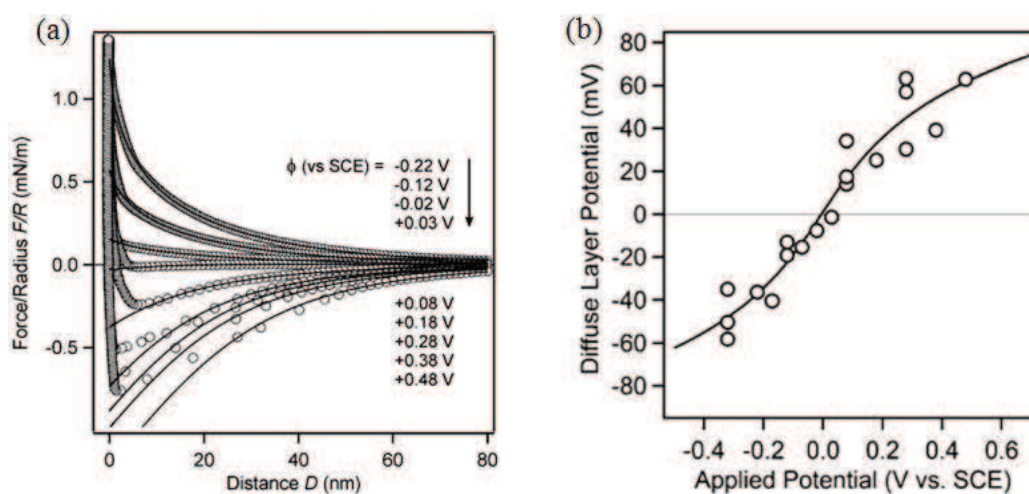 (a)
1.0
0.5
0.0
-0.5
Force/Radius F/R (mN/m)
ϕ (vs SCE) = -0.22 V
-0.12 V
-0.02 V
+0.03 V
+0.08 V
+0.18 V
+0.28 V
+0.38 V
+0.48 V
0 20 40 60 80
Distance D (nm)
(b)
80
60
40
20
0
-20
-40
-60
-80
Diffuse Layer Potential (mV)
-0.4 -0.2 0.0 0.2 0.4 0.6
Applied Potential (V vs. SCE)